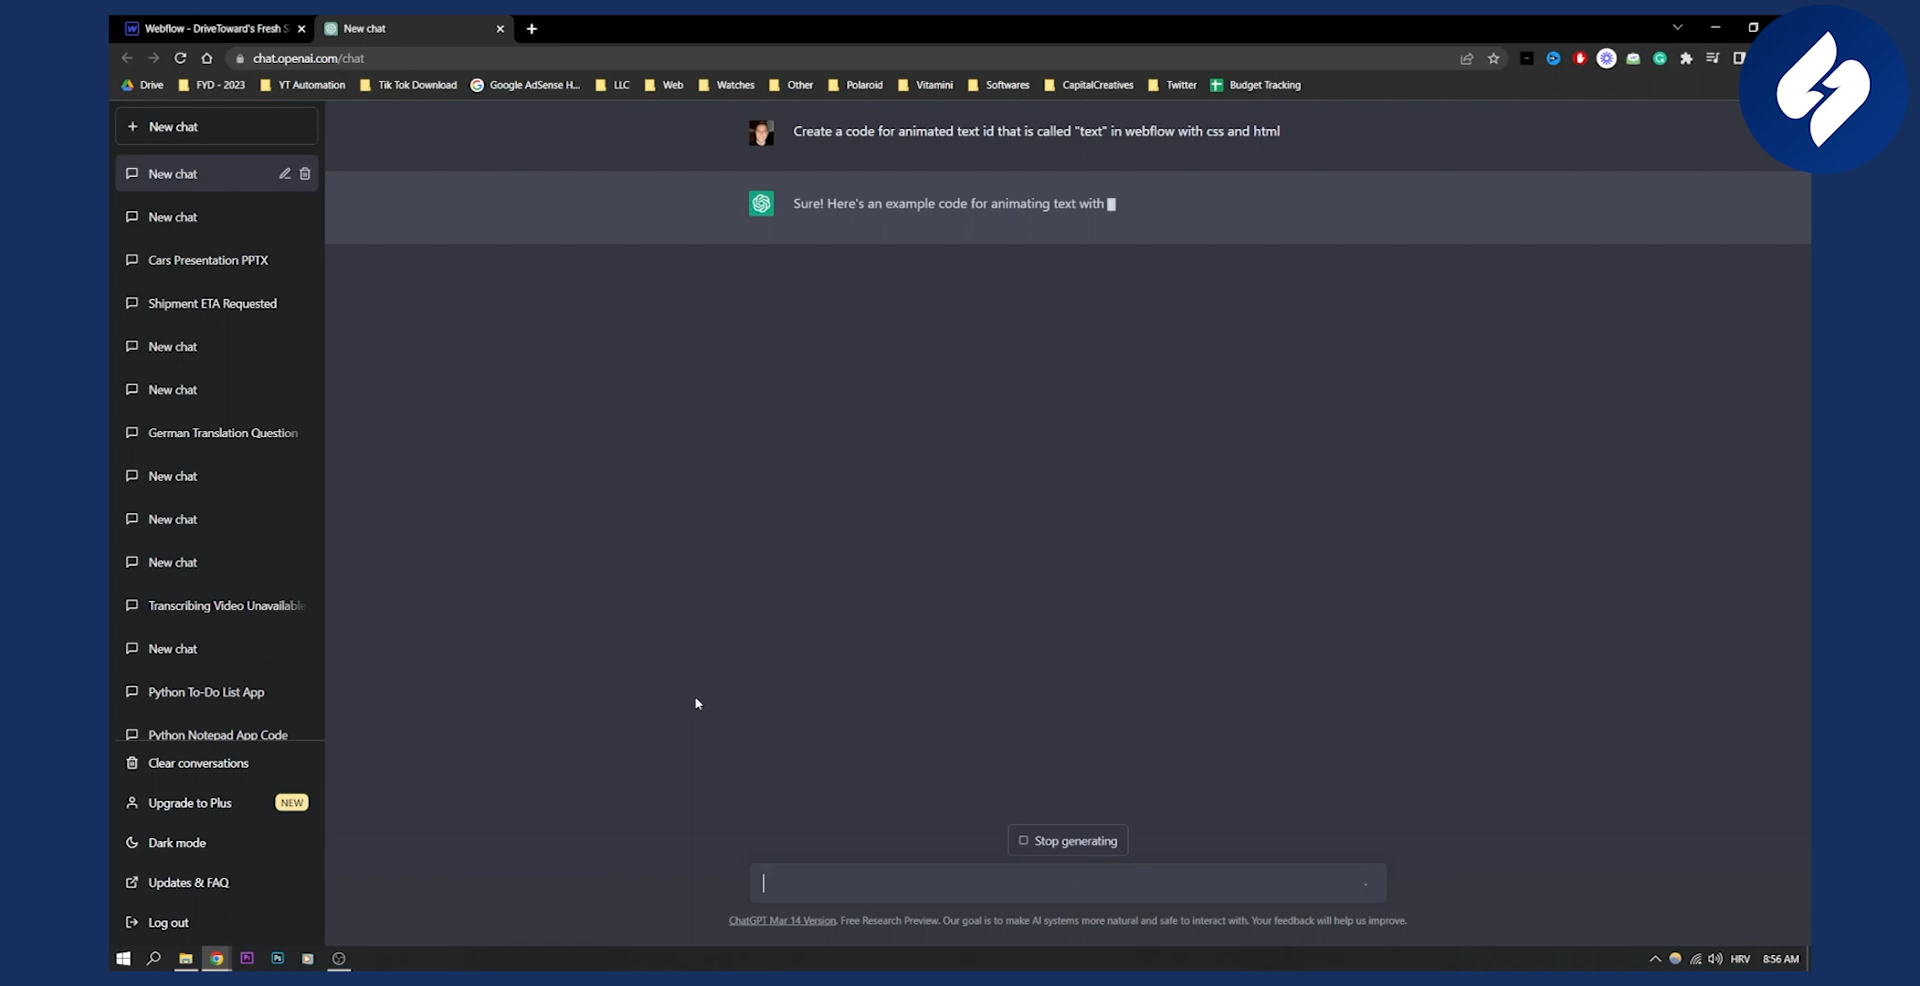 Webflow - DriveToward's Fresh S
New chat
chat.openai.com/chat
Drive
FYD - 2023
YT Automation
Tik Tok Download
Google AdSense H...
LLC
Web
Watches
Other
Polaroid
Vitamini
Softwares
CapitalCreatives
Twitter
Budget Tracking
+ New chat
New chat
New chat
Cars Presentation PPTX
Shipment ETA Requested
New chat
New chat
German Translation Question
New chat
New chat
New chat
Transcribing Video Unavailable
New chat
Python To-Do List App
Python Notepad App Code
Clear conversations
Upgrade to Plus NEW
Dark mode
Updates & FAQ
Log out
Create a code for animated text id that is called "text" in webflow with css and html
Sure! Here's an example code for animating text with
Stop generating
ChatGPT Mar 14 Version. Free Research Preview. Our goal is to make AI systems more natural and safe to interact with. Your feedback will help us improve.
HRV 8:56 AM